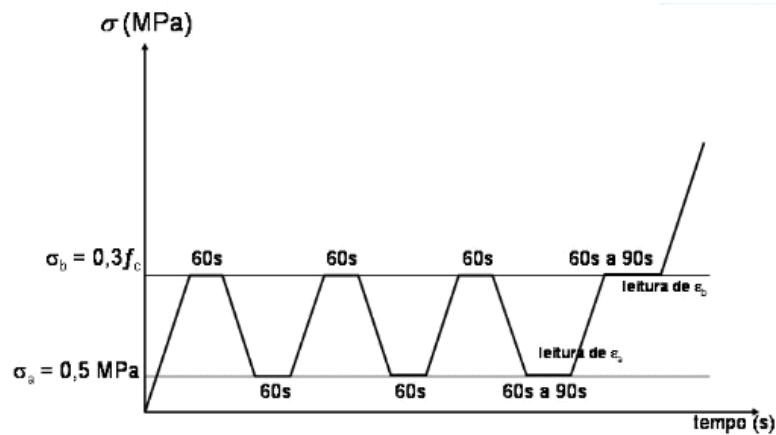 σ (MPa)
60s 60s 60s 60s a 90s
σb = 0,3fc
leitura de εb
leitura de εa
σa = 0,5 MPa
60s 60s 60s a 90s
tempo (s)